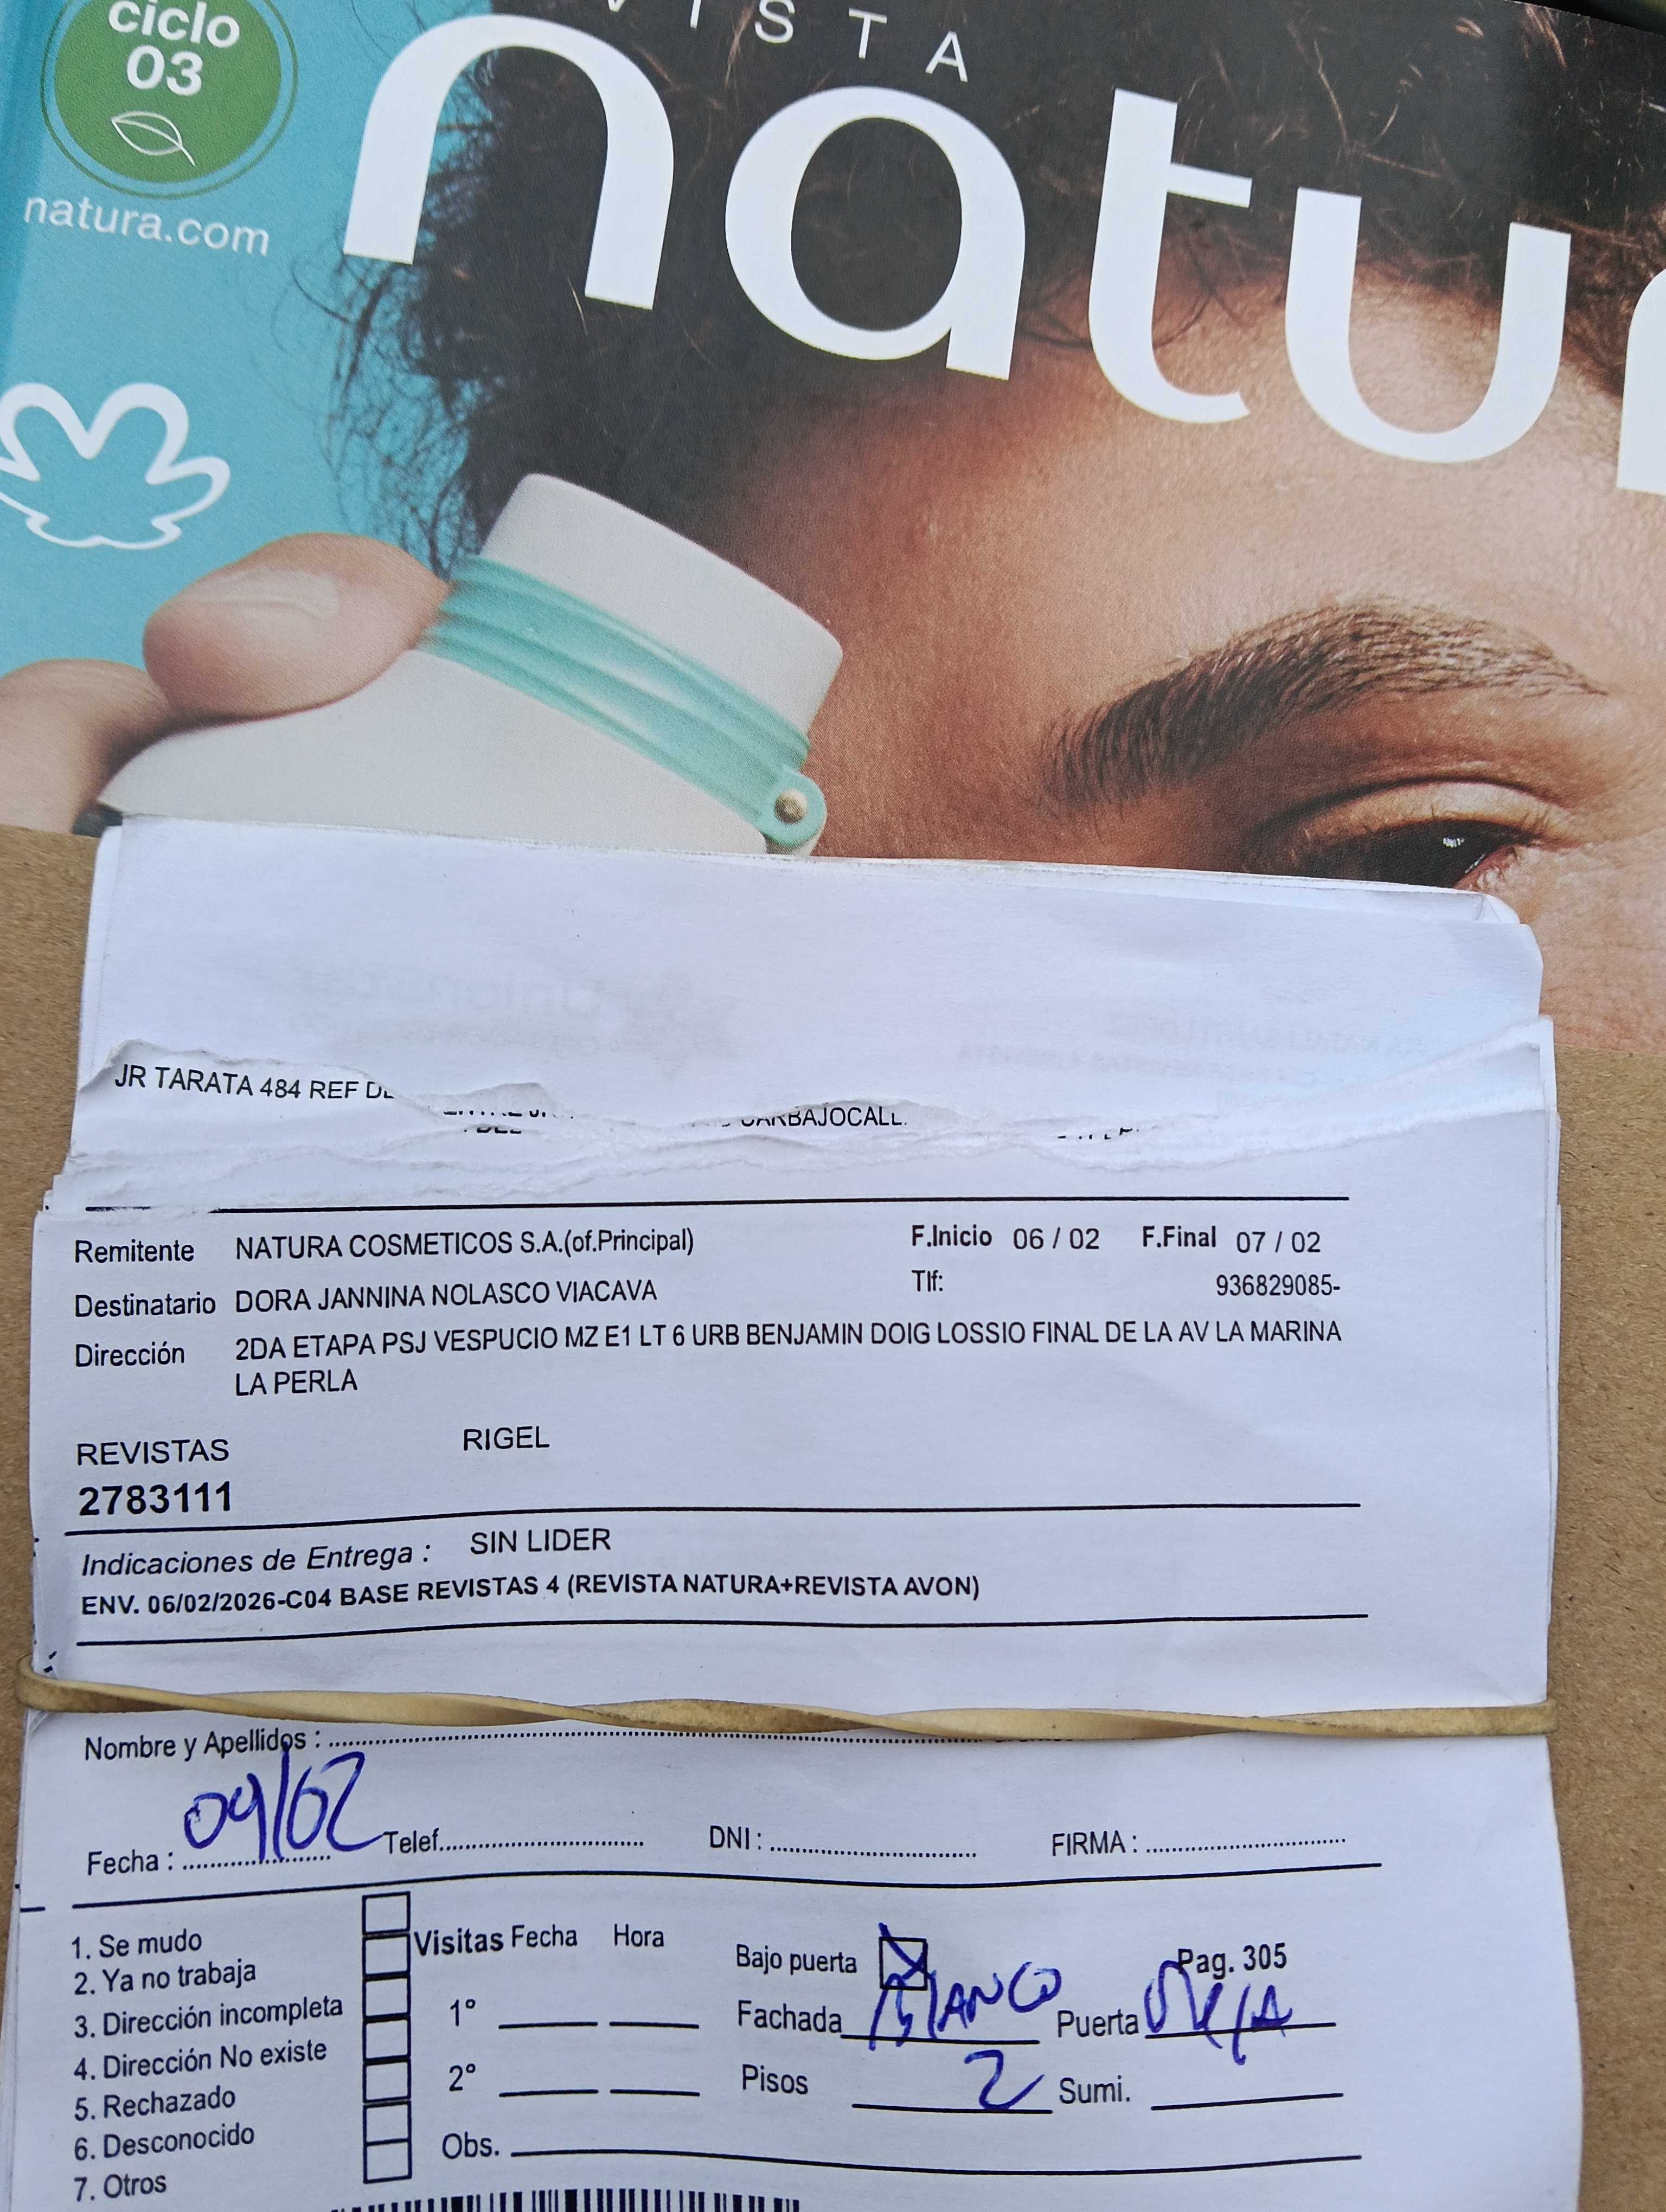 ciclo
03
natura.com
VISTA
natur
JR TARATA 484 REF DE
CARBAJOCALL.
Remitente NATURA COSMETICOS S.A.(of.Principal) F.Inicio 06 / 02 F.Final 07 / 02
Destinatario DORA JANNINA NOLASCO VIACAVA Tlf: 936829085-
Dirección 2DA ETAPA PSJ VESPUCIO MZ E1 LT 6 URB BENJAMIN DOIG LOSSIO FINAL DE LA AV LA MARINA
LA PERLA
REVISTAS RIGEL
2783111
Indicaciones de Entrega : SIN LIDER
ENV. 06/02/2026-C04 BASE REVISTAS 4 (REVISTA NATURA+REVISTA AVON)
Nombre y Apellidos :
Fecha : 09/02 Telef. DNI : FIRMA :
1. Se mudo
2. Ya no trabaja
3. Dirección incompleta
4. Dirección No existe
5. Rechazado
6. Desconocido
7. Otros
Visitas Fecha Hora
1°
2°
Obs.
Bajo puerta X Pag. 305
Fachada BLANCO Puerta
Pisos 2 Sumi.